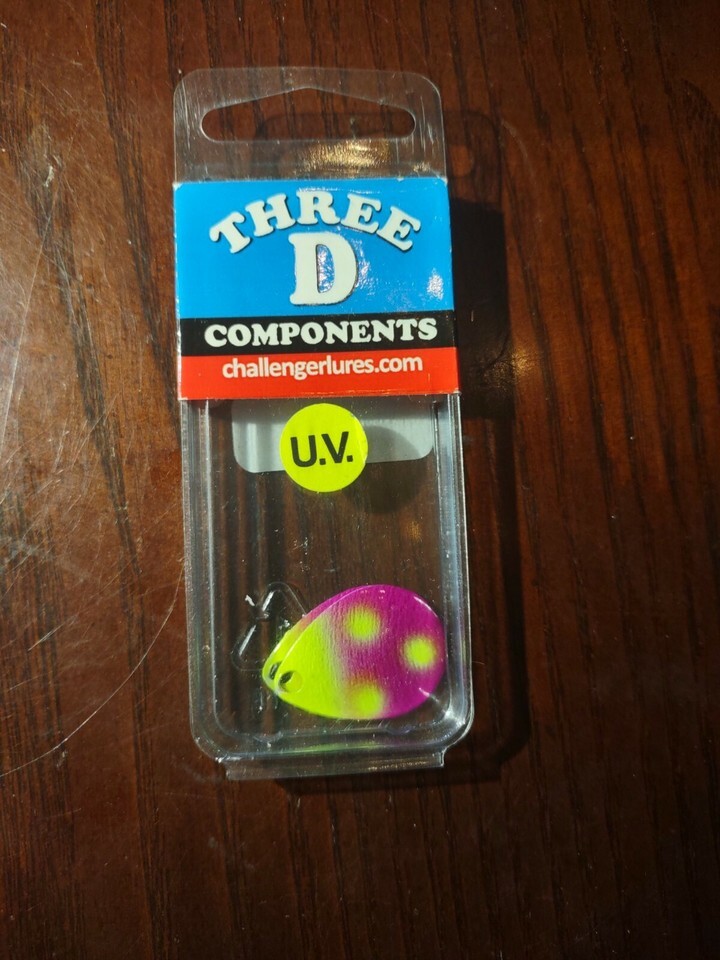 THREE
D
COMPONENTS
challengerlures.com
U.V.